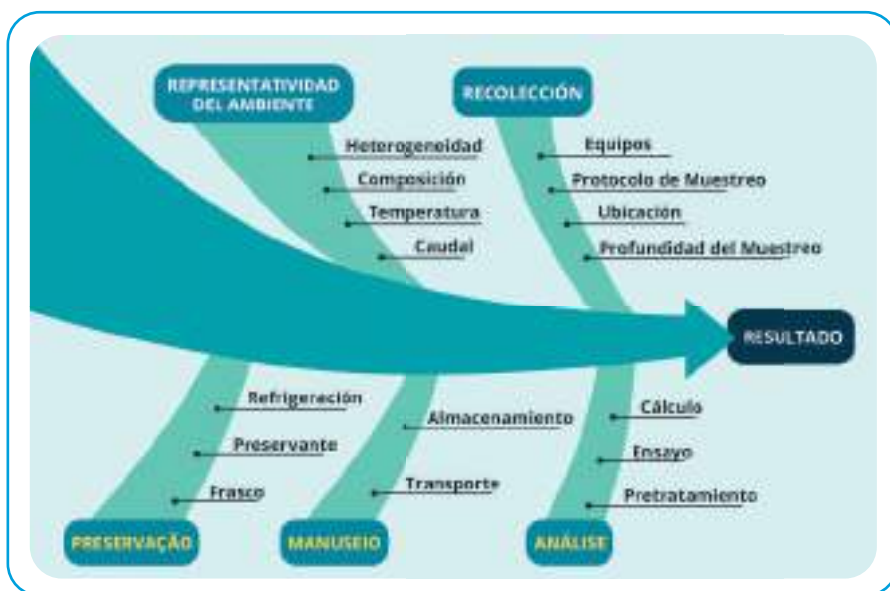 REPRESENTATIVIDAD
DEL AMBIENTE
Heterogeneidad
Composición
Temperatura
Caudal
RECOLECCIÓN
Equipos
Protocolo de Muestreo
Ubicación
Profundidad del Muestreo
RESULTADO
Refrigeración
Preservante
Frasco
PRESERVAÇÃO
Almacenamiento
Transporte
MANUSEIO
Cálculo
Ensayo
Pretratamiento
ANÁLISE